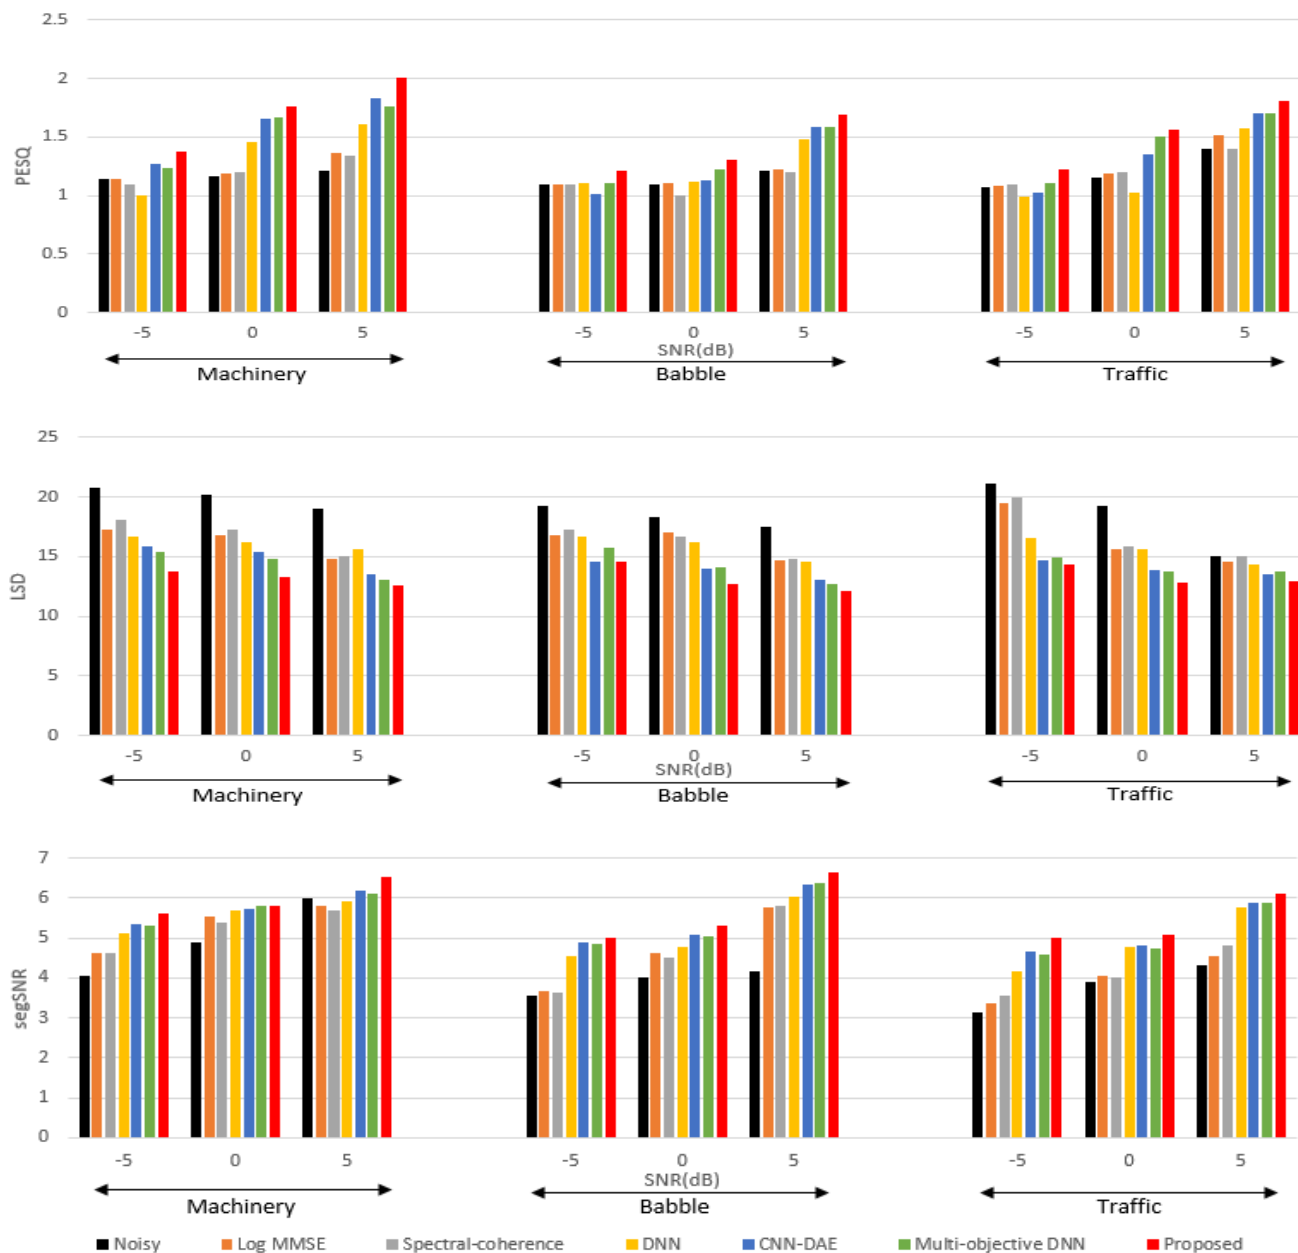 2.5
2
1.5
1
0.5
0
PESQ
-5 0 5 -5 0 5 -5 0 5
SNR(dB)
Machinery Babble Traffic
25
20
15
10
5
0
LSD
-5 0 5 -5 0 5 -5 0 5
SNR(dB)
Machinery Babble Traffic
7
6
5
4
3
2
1
0
segSNR
-5 0 5 -5 0 5 -5 0 5
SNR(dB)
Machinery Babble Traffic
Noisy Log MMSE Spectral-coherence DNN CNN-DAE Multi-objective DNN Proposed